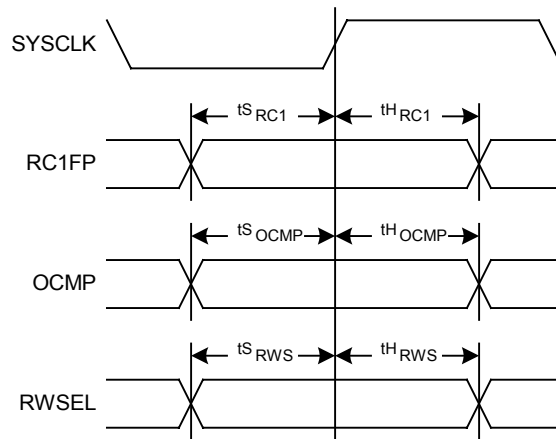 SYSCLK
tS RC1 tH RC1
RC1FP
tS OCMP tH OCMP
OCMP
tS RWS tH RWS
RWSEL